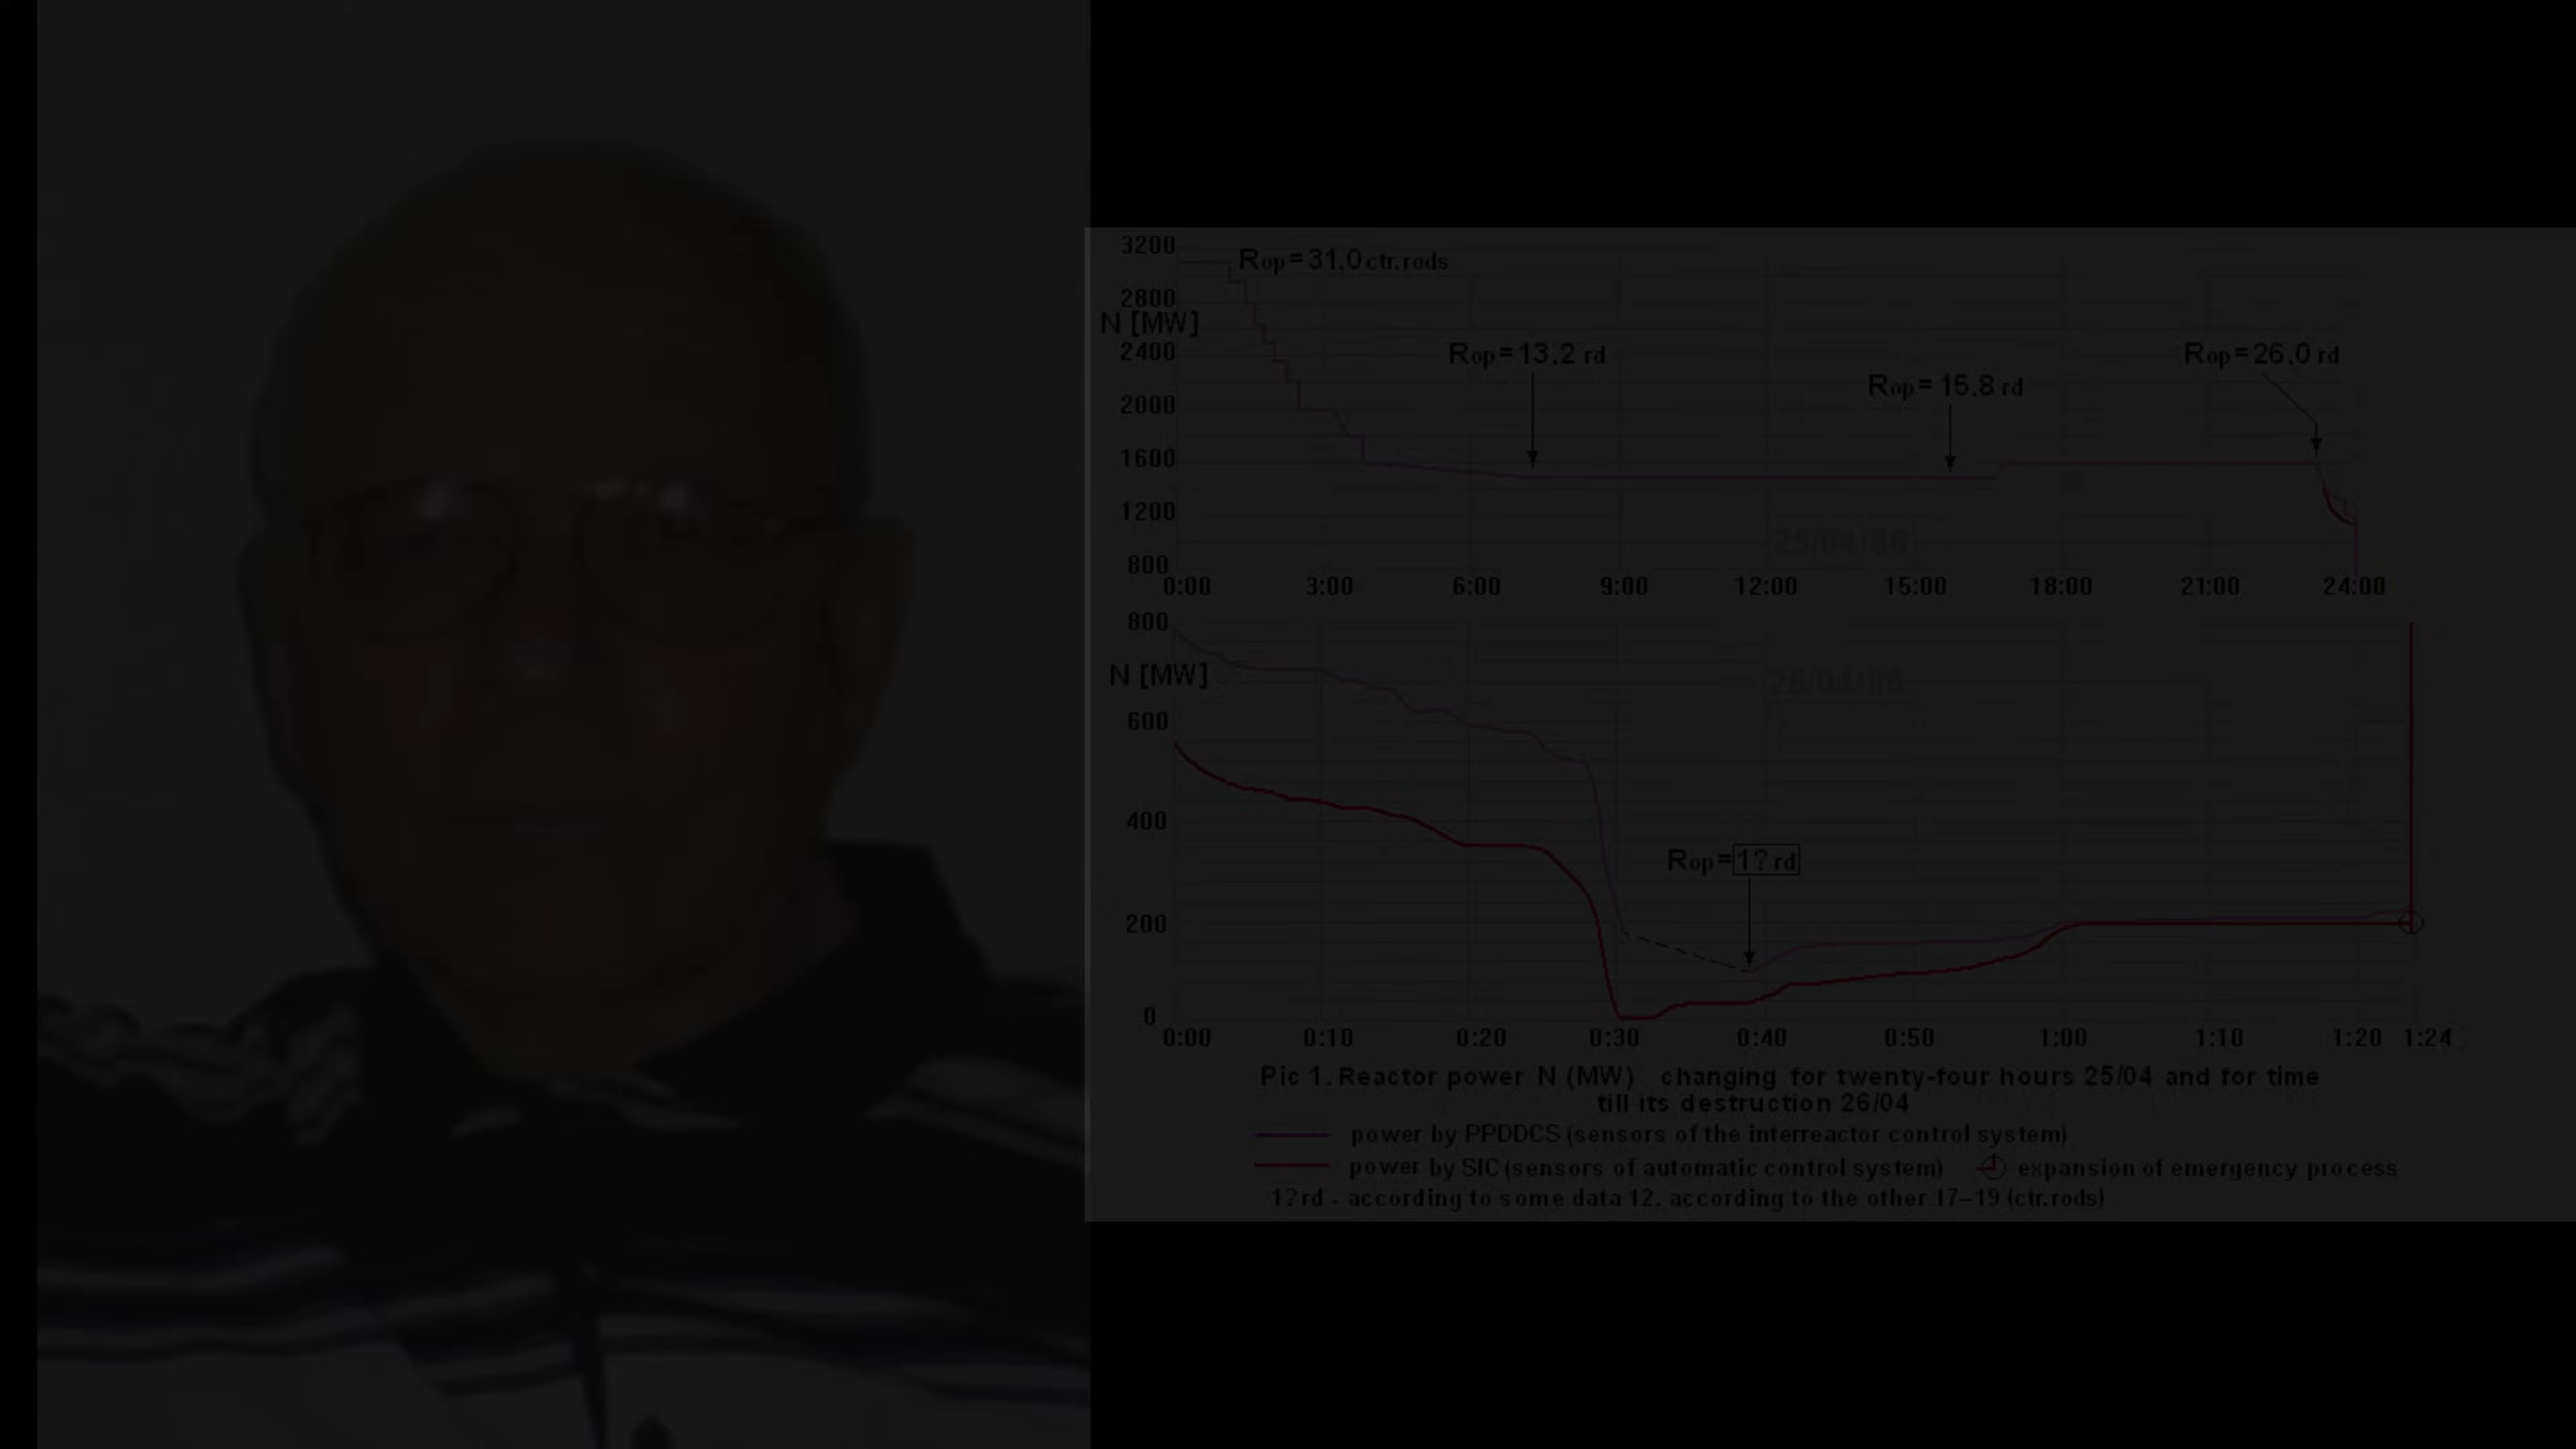 3200
Rop=31,0 ctr.rods
2800
N [MW]
2400
Rop=13,2 rd
Rop=26,0 rd
Rop=15,8 rd
2000
1600
1200
25/04/86
800
0:00 3:00 6:00 9:00 12:00 15:00 18:00 21:00 24:00
800
N [MW]
26/04/86
600
400
Rop=1? rd
200
0
0:00 0:10 0:20 0:30 0:40 0:50 1:00 1:10 1:20 1:24
Pic 1. Reactor power N (MW) changing for twenty-four hours 25/04 and for time
till its destruction 26/04
power by PPDDCS (sensors of the interreactor control system)
power by SIC (sensors of automatic control system) expansion of emergency process
1?rd - according to some data 12, according to the other 17–19 (ctr.rods)